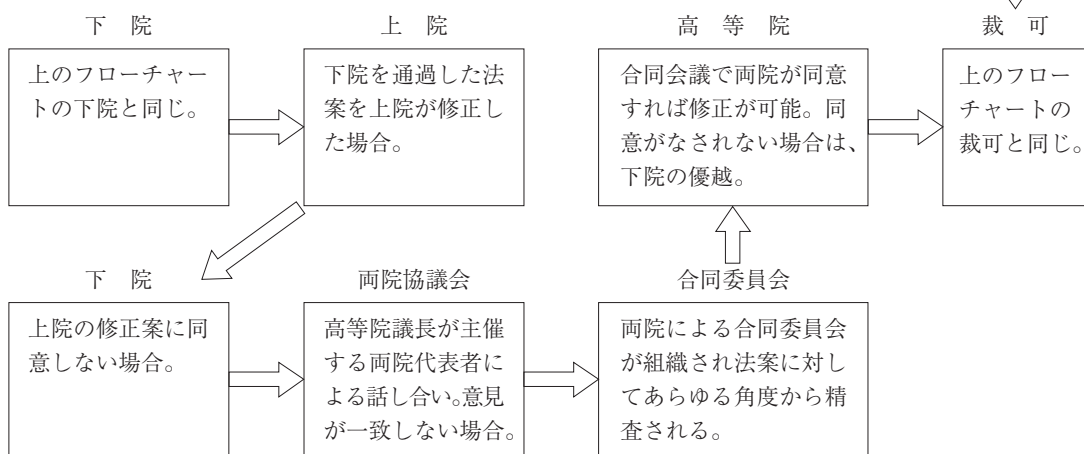 下 院
上のフローチャー
トの下院と同じ。
上 院
下院を通過した法
案を上院が修正し
た場合。
高 等 院
合同会議で両院が同意
すれば修正が可能。同
意がなされない場合は、
下院の優越。
裁 可
上のフロー
チャートの
裁可と同じ。
下 院
上院の修正案に同
意しない場合。
両院協議会
高等院議長が主催
する両院代表者に
よる話し合い。意見
が一致しない場合。
合同委員会
両院による合同委員会
が組織され法案に対し
てあらゆる角度から精
査される。